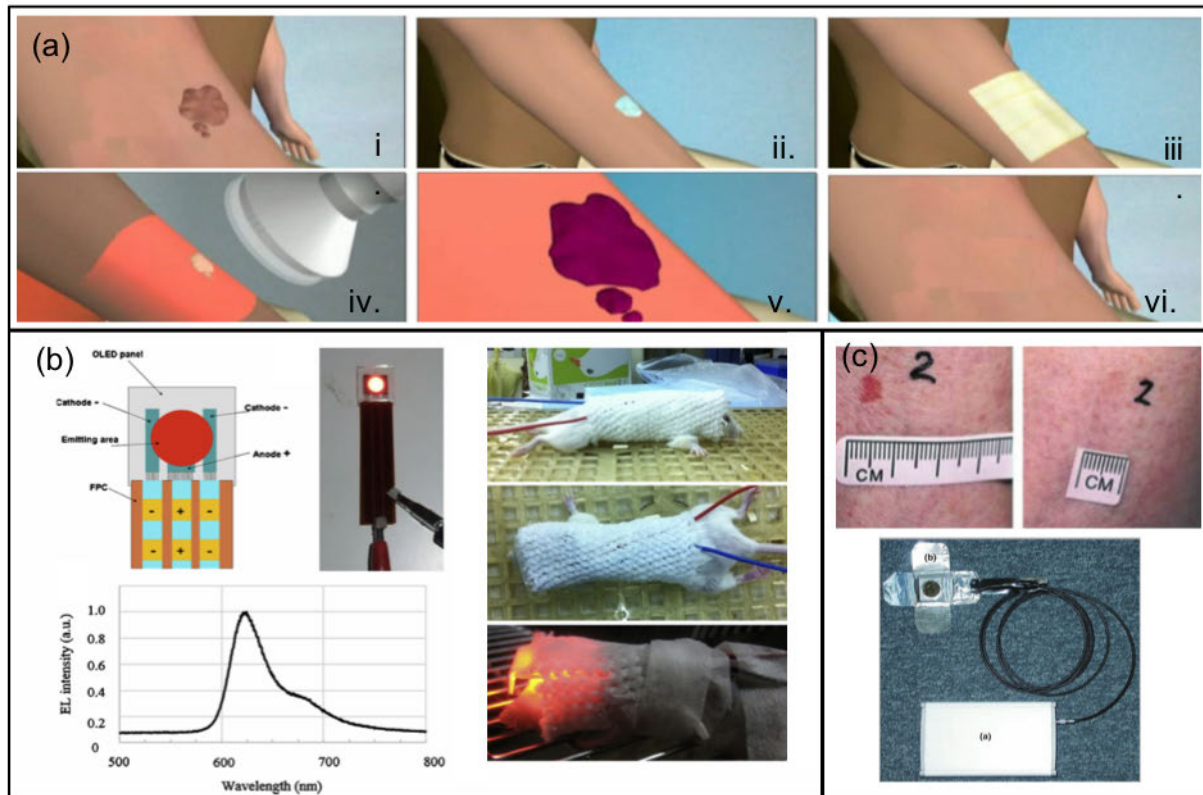 (a)
i
.
ii.
iii
.
iv.
v.
vi.
(b)
OLED panel
Cathode -
Cathode -
Emitting area
Anode +
FPC
- + -
- + -
EL intensity (a.u.)
1.0
0.8
0.6
0.4
0.2
0
500 600 700 800
Wavelength (nm)
(c)
2
CM
2
CM
(b)
(a)